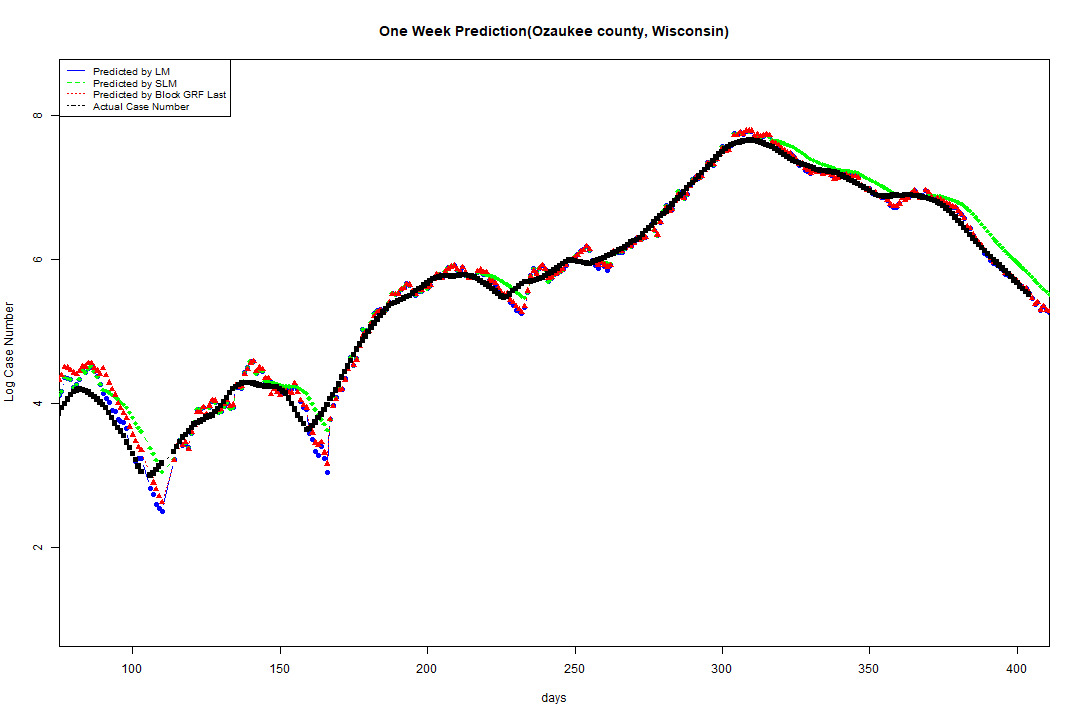 One Week Prediction(Ozaukee county, Wisconsin)
Predicted by LM
Predicted by SLM
Predicted by Block GRF Last
Actual Case Number
Log Case Number
8
6
4
2
100 150 200 250 300 350 400
days